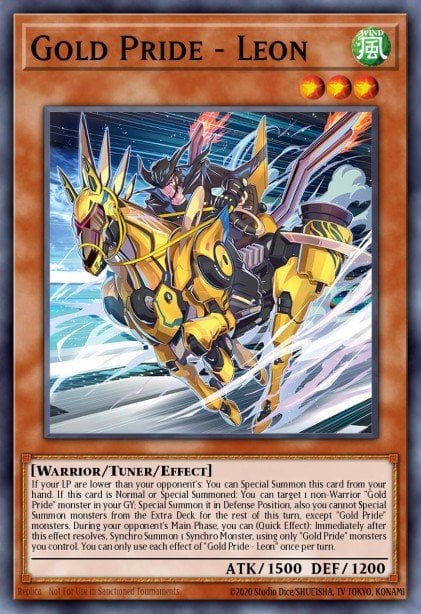 Gold Pride - Leon
WIND
風
[Warrior/Tuner/Effect]
If your LP are lower than your opponent's: You can Special Summon this card from your
hand. If this card is Normal or Special Summoned: You can target 1 non-Warrior "Gold
Pride" monster in your GY; Special Summon it in Defense Position, also you cannot Special
Summon monsters from the Extra Deck for the rest of this turn, except "Gold Pride"
monsters. During your opponent's Main Phase, you can (Quick Effect): Immediately after
this effect resolves, Synchro Summon 1 Synchro Monster, using only "Gold Pride" monsters
you control. You can only use each effect of "Gold Pride - Leon" once per turn.
ATK/1500 DEF/1200
Replica - Not For Use in Sanctioned Tournaments ©2020 Studio Dice/SHUEISHA, TV TOKYO, KONAMI